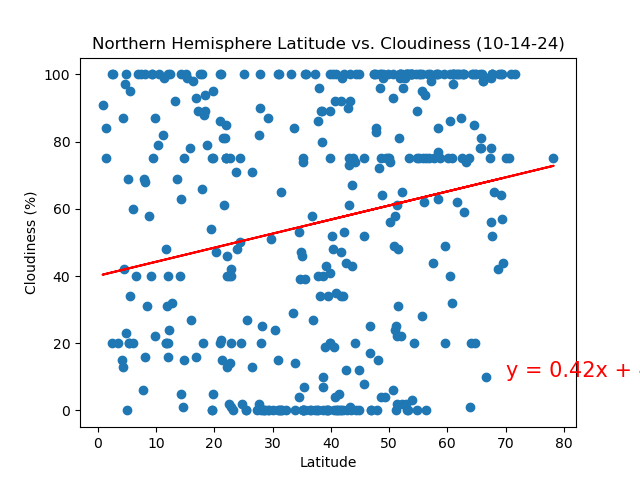 Northern Hemisphere Latitude vs. Cloudiness (10-14-24)
100
80
60
40
20
0
Cloudiness (%)
y = 0.42x +
0 10 20 30 40 50 60 70 80
Latitude